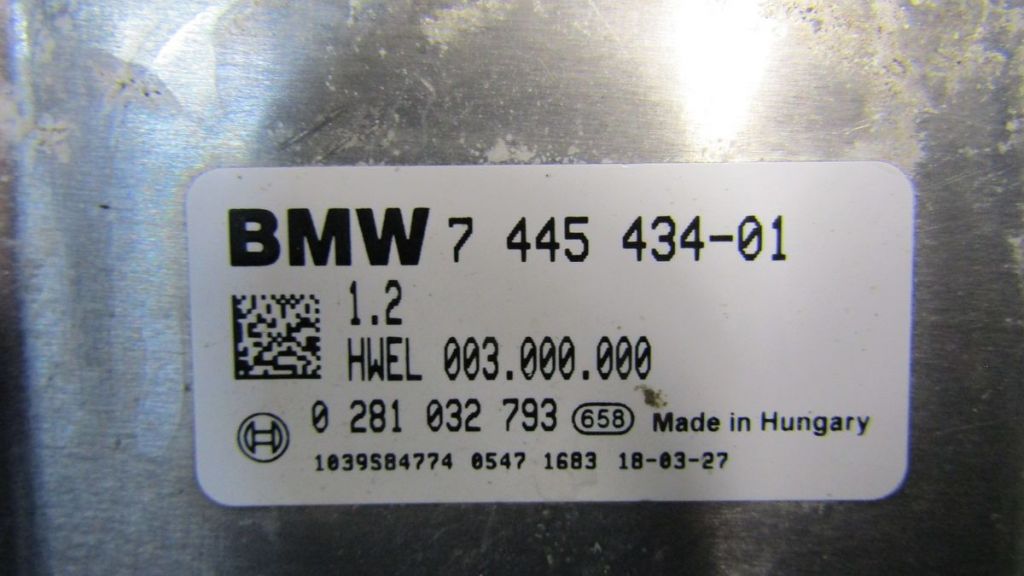 BMW 7 445 434-01
1.2
HWEL 003.000.000
0 281 032 793 658 Made in Hungary
1039S84774 0547 1683 18-03-27